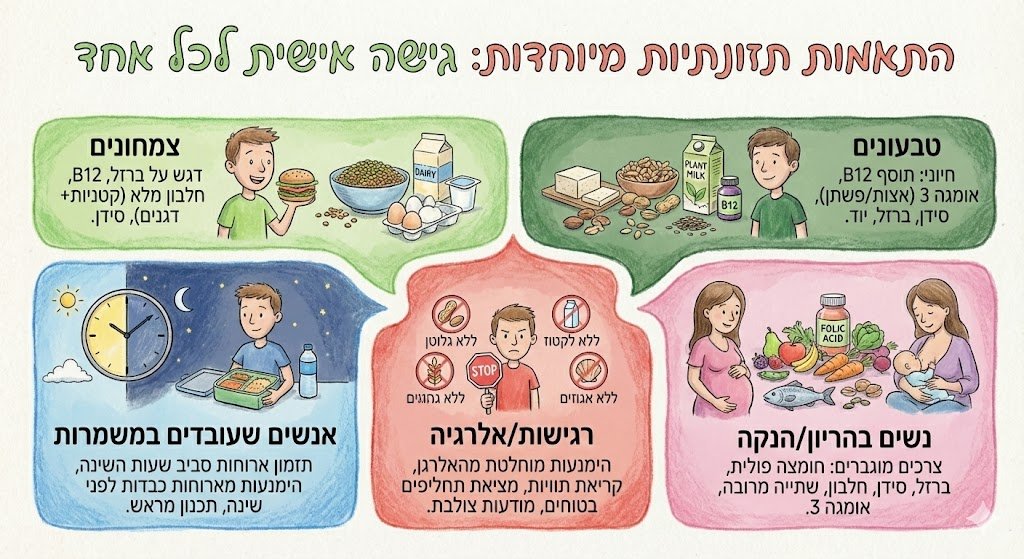 התאמות תזונתיות מיוחדות: גישה אישית לכל אחד
צמחונים
דגש על ברזל, B12,
חלבון מלא (קטניות+
דגנים), סידן.
DAIRY
טבעונים
חיוני: תוסף B12,
אומגה 3 (אצות/פשתן),
סידן, ברזל, יוד.
PLANT
MILK
B12
אנשים שעובדים במשמרות
תזמון ארוחות סביב שעות השינה,
הימנעות מארוחות כבדות לפני
שינה, תכנון מראש.
ללא גלוטן
ללא לקטוז
ללא גהגנים
ללא אגוזים
STOP
רגישות/אלרגיה
הימנעות מוחלטת מהאלרגן,
קריאת תוויות, מציאת תחליפים
בטוחים, מודעות צולבת.
FOLIC
ACID
נשים בהריון/הנקה
צרכים מוגברים: חומצה פולית,
ברזל, סידן, חלבון, שתייה מרובה,
אומגה 3.